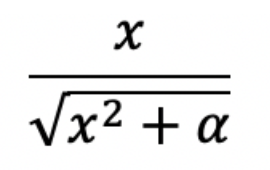 x
√x² + α